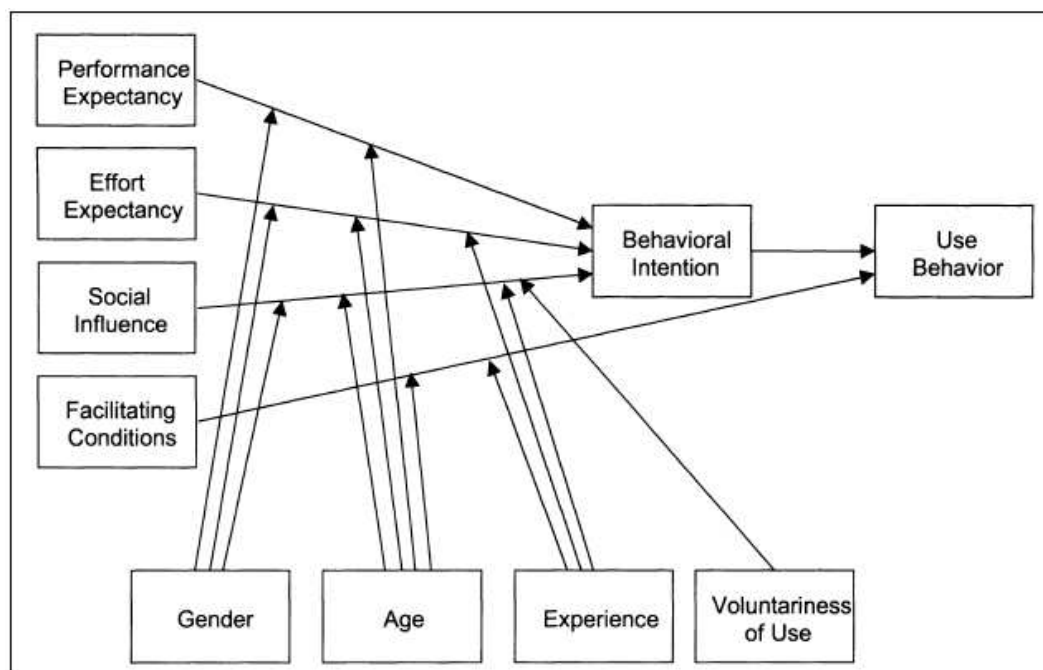 Performance
Expectancy
Effort
Expectancy
Social
Influence
Facilitating
Conditions
Behavioral
Intention
Use
Behavior
Gender
Age
Experience
Voluntariness
of Use